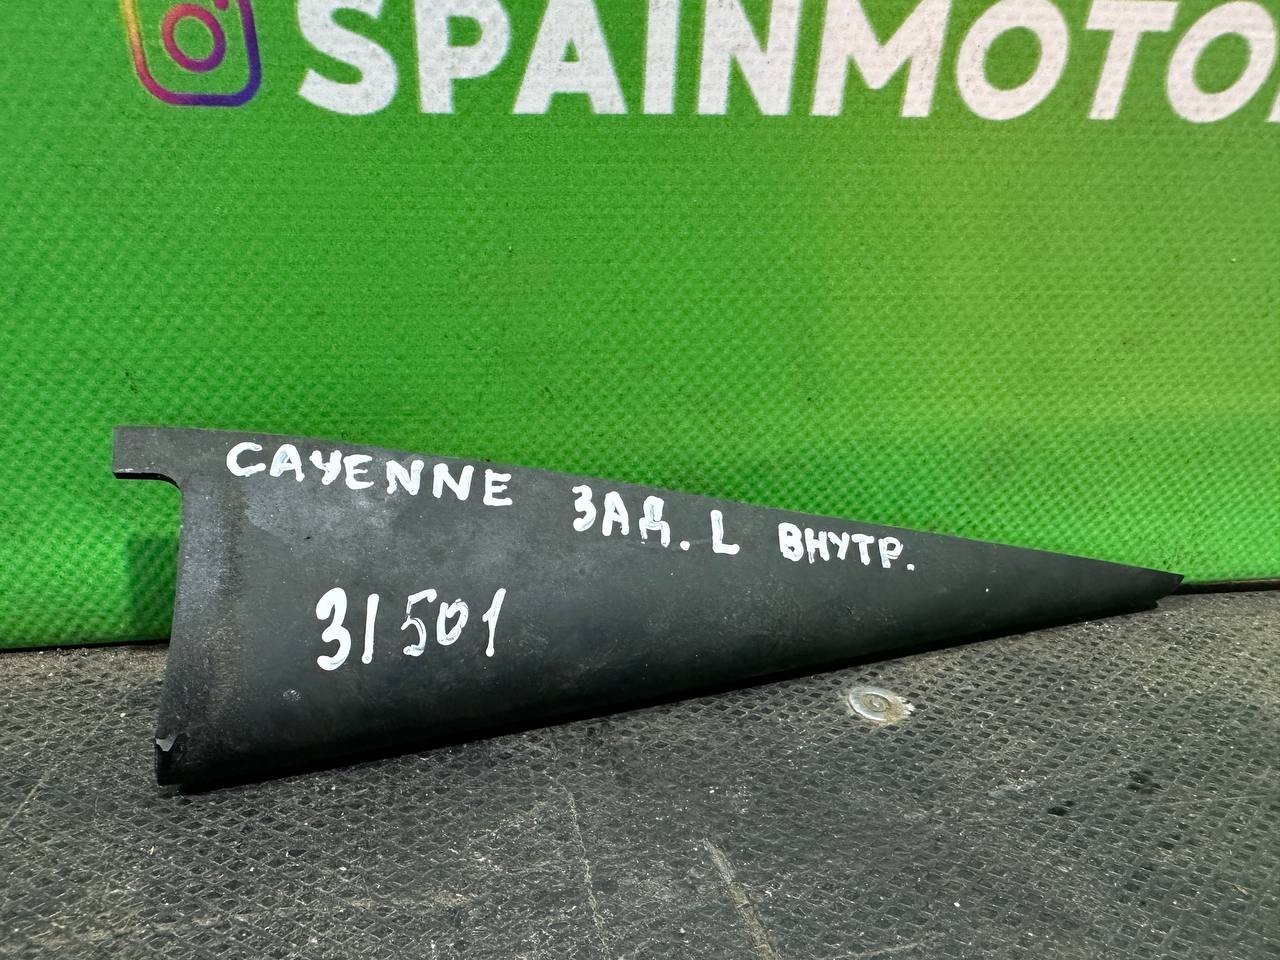 SPAINMOTO
CAYENNE ЗАД. L ВНУТР.
31501